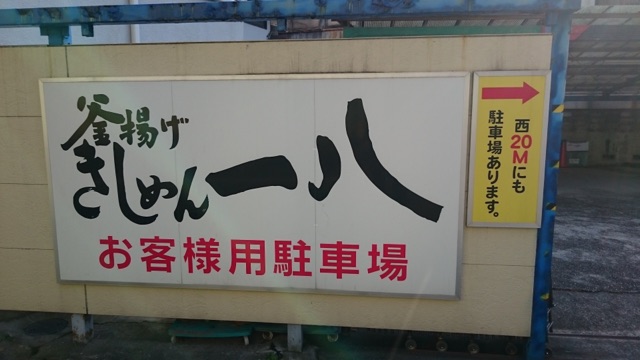 釜揚げ
きしめん一八
お客様用駐車場
西20Mにも
駐車場あります。